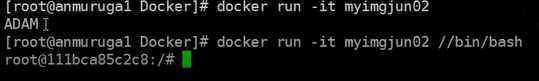 [root@anmuruga1 Docker]# docker run -it myimgjun02
ADAM
[root@anmuruga1 Docker]# docker run -it myimgjun02 //bin/bash
root@111bca85c2c8:/#